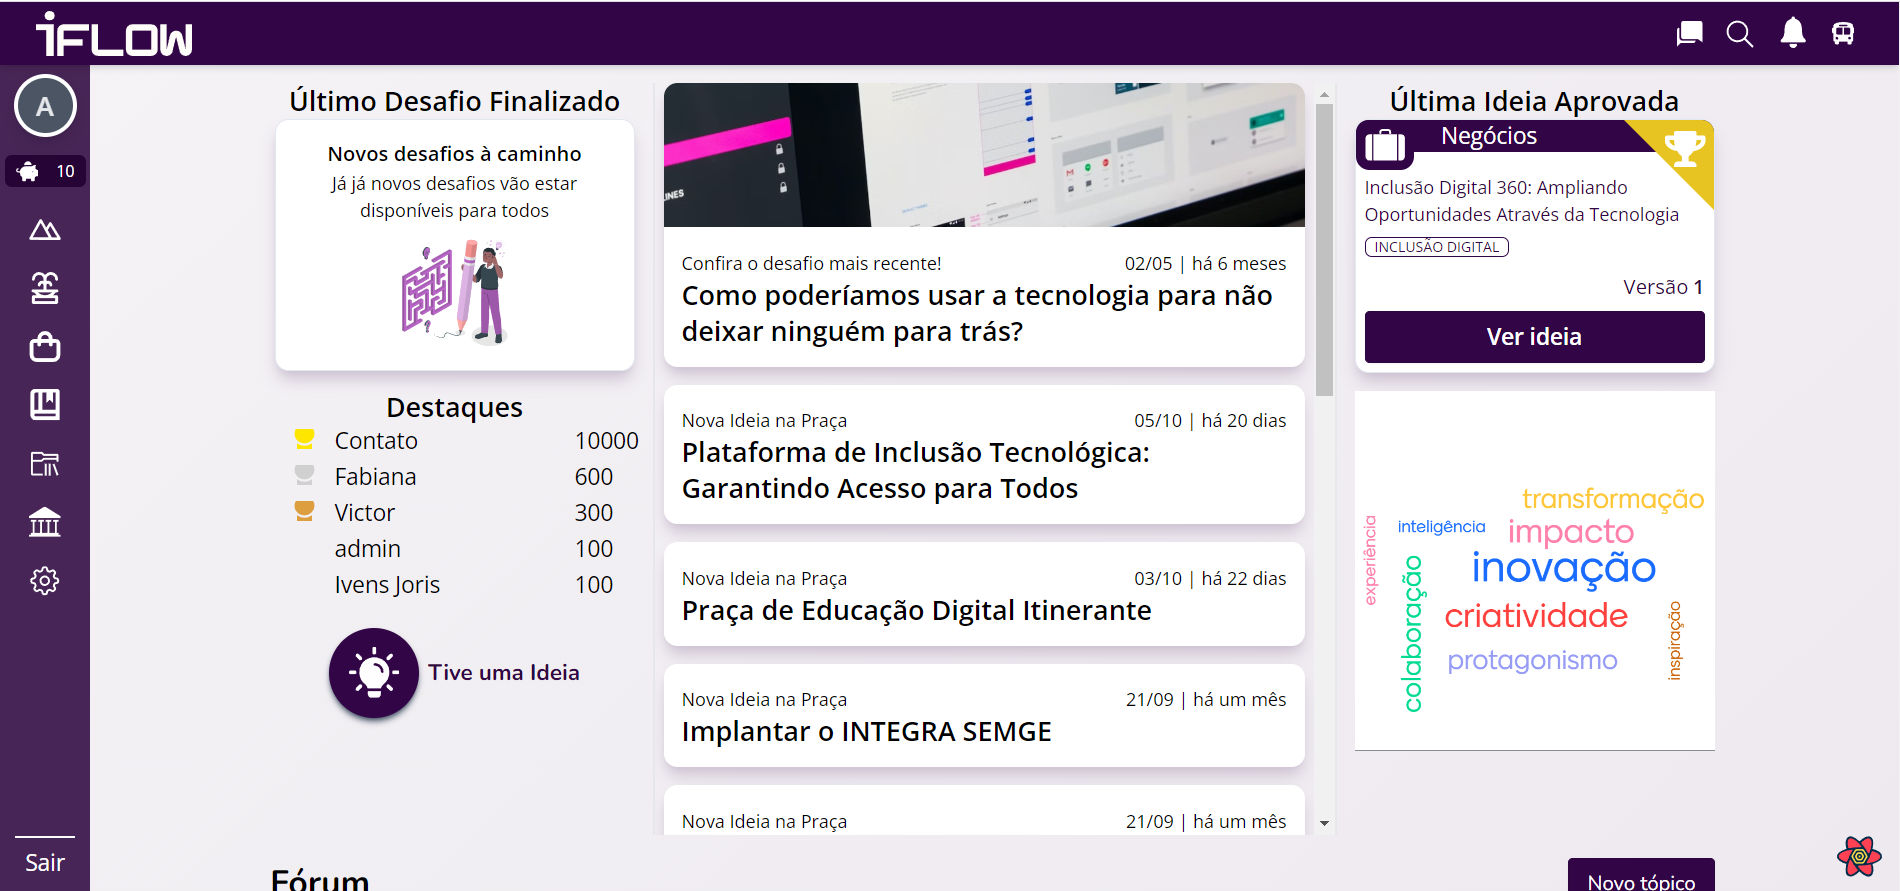 iFLOW
A
10
Sair
Último Desafio Finalizado
Novos desafios à caminho
Já já novos desafios vão estar
disponíveis para todos
Destaques
Contato 10000
Fabiana 600
Victor 300
admin 100
Ivens Joris 100
Tive uma Ideia
LINES
Confira o desafio mais recente! 02/05 | há 6 meses
Como poderíamos usar a tecnologia para não
deixar ninguém para trás?
Nova Ideia na Praça 05/10 | há 20 dias
Plataforma de Inclusão Tecnológica:
Garantindo Acesso para Todos
Nova Ideia na Praça 03/10 | há 22 dias
Praça de Educação Digital Itinerante
Nova Ideia na Praça 21/09 | há um mês
Implantar o INTEGRA SEMGE
Nova Ideia na Praça 21/09 | há um mês
Última Ideia Aprovada
Negócios
Inclusão Digital 360: Ampliando
Oportunidades Através da Tecnologia
INCLUSÃO DIGITAL
Versão 1
Ver ideia
transformação
inteligência
impacto
experiência
inovação
colaboração
criatividade
inspiração
protagonismo
Fórum
Novo tópico